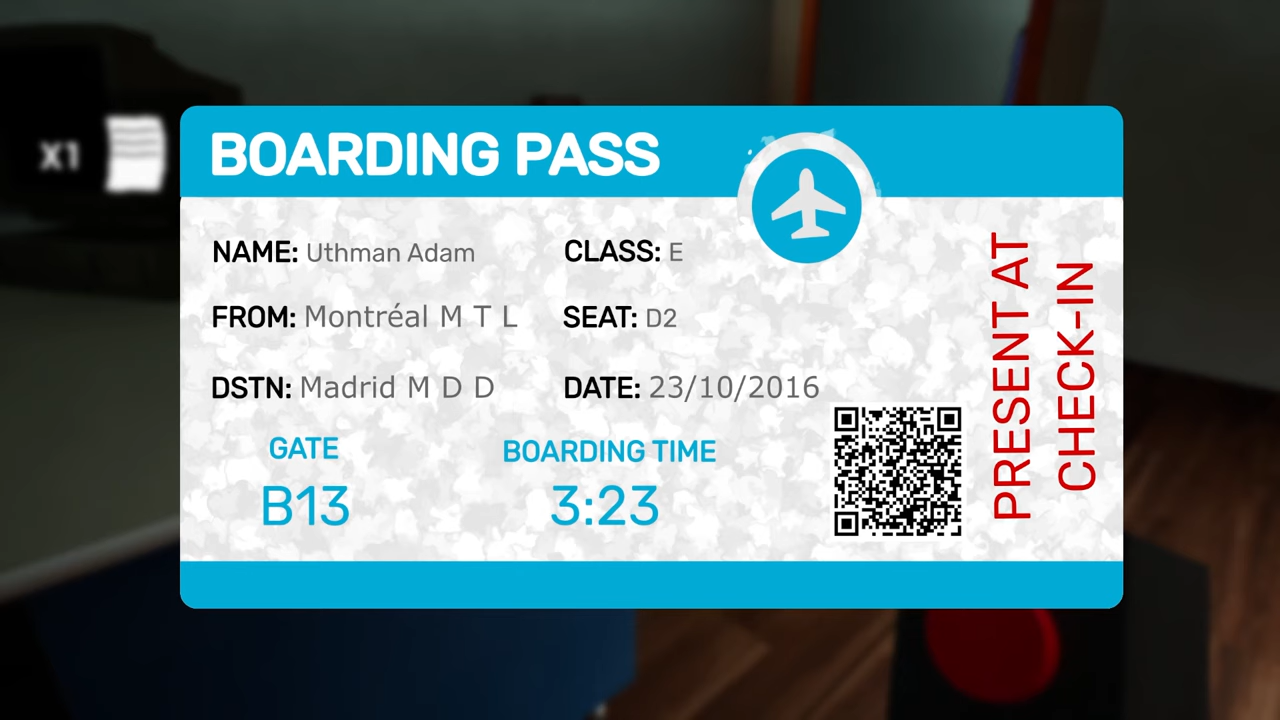 X1
BOARDING PASS
NAME: Uthman Adam
CLASS: E
FROM: Montréal M T L
SEAT: D2
DSTN: Madrid M D D
DATE: 23/10/2016
GATE
B13
BOARDING TIME
3:23
PRESENT AT
CHECK-IN